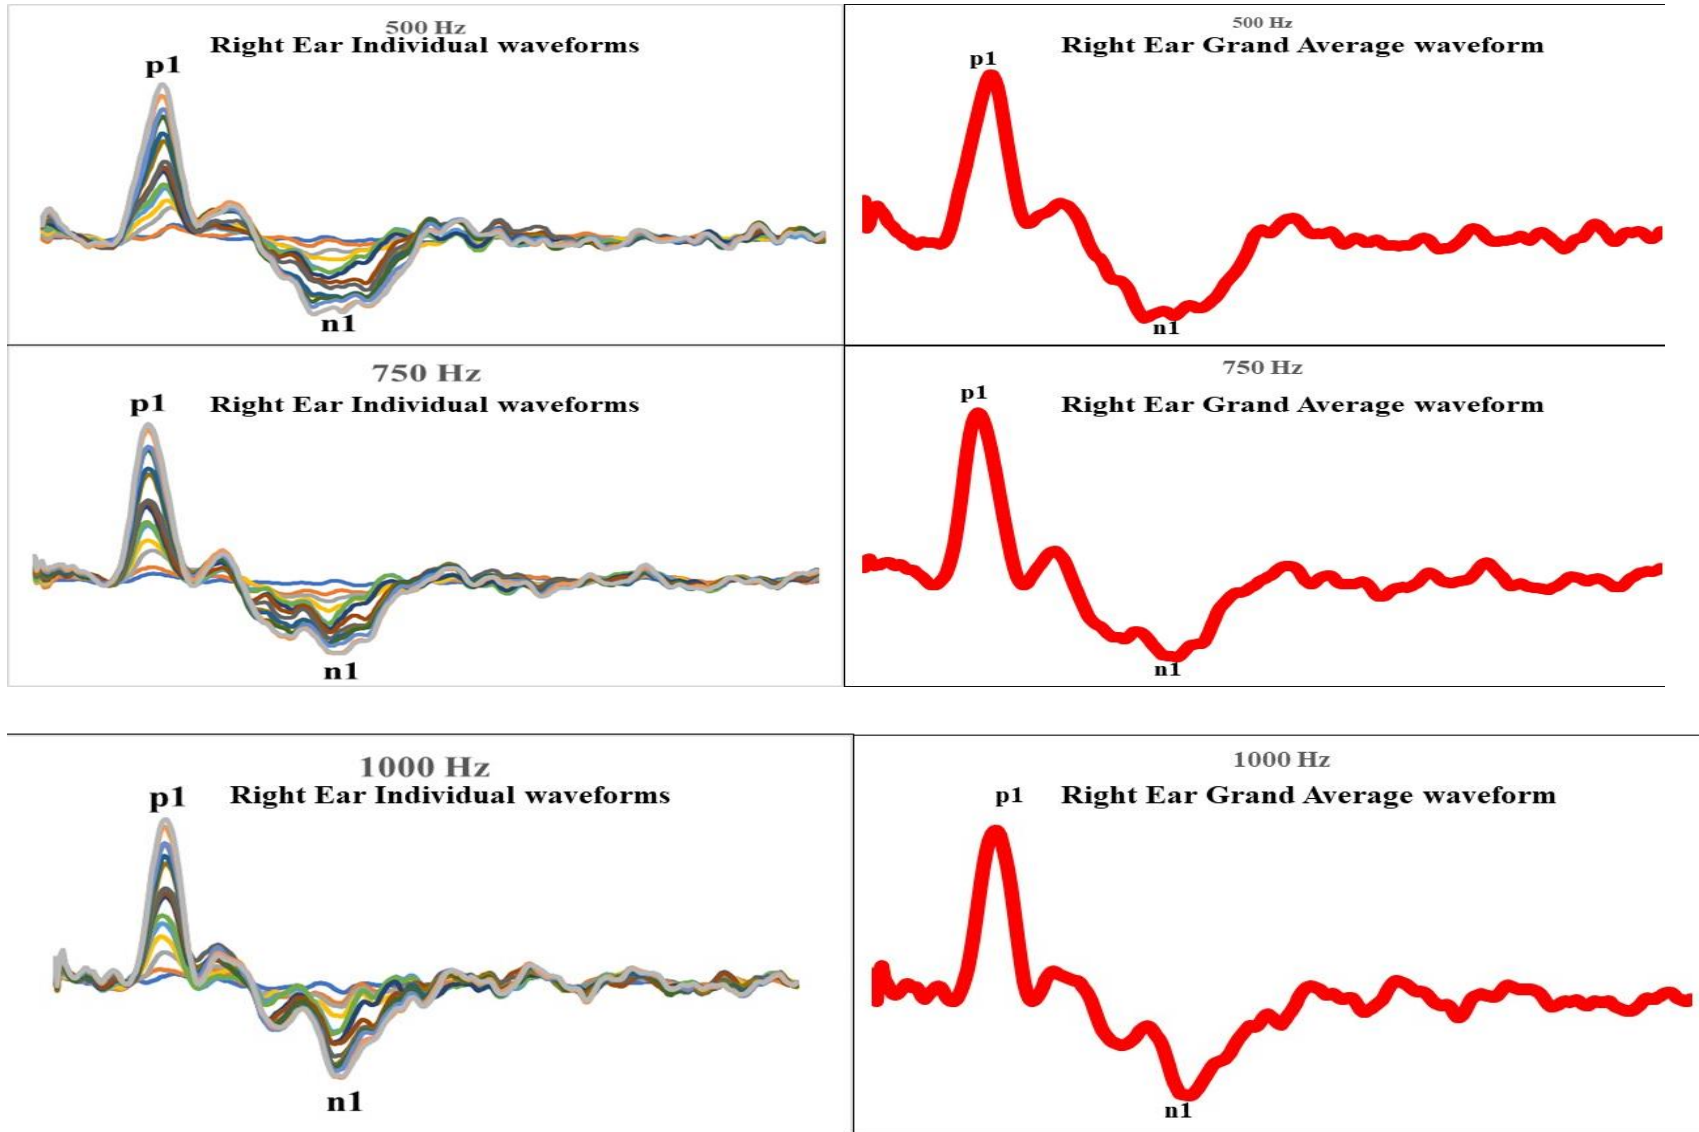 500 Hz
Right Ear Individual waveforms
p1
n1
500 Hz
Right Ear Grand Average waveform
p1
n1
750 Hz
p1
Right Ear Individual waveforms
n1
750 Hz
p1
Right Ear Grand Average waveform
n1
1000 Hz
p1
Right Ear Individual waveforms
n1
1000 Hz
p1
Right Ear Grand Average waveform
n1